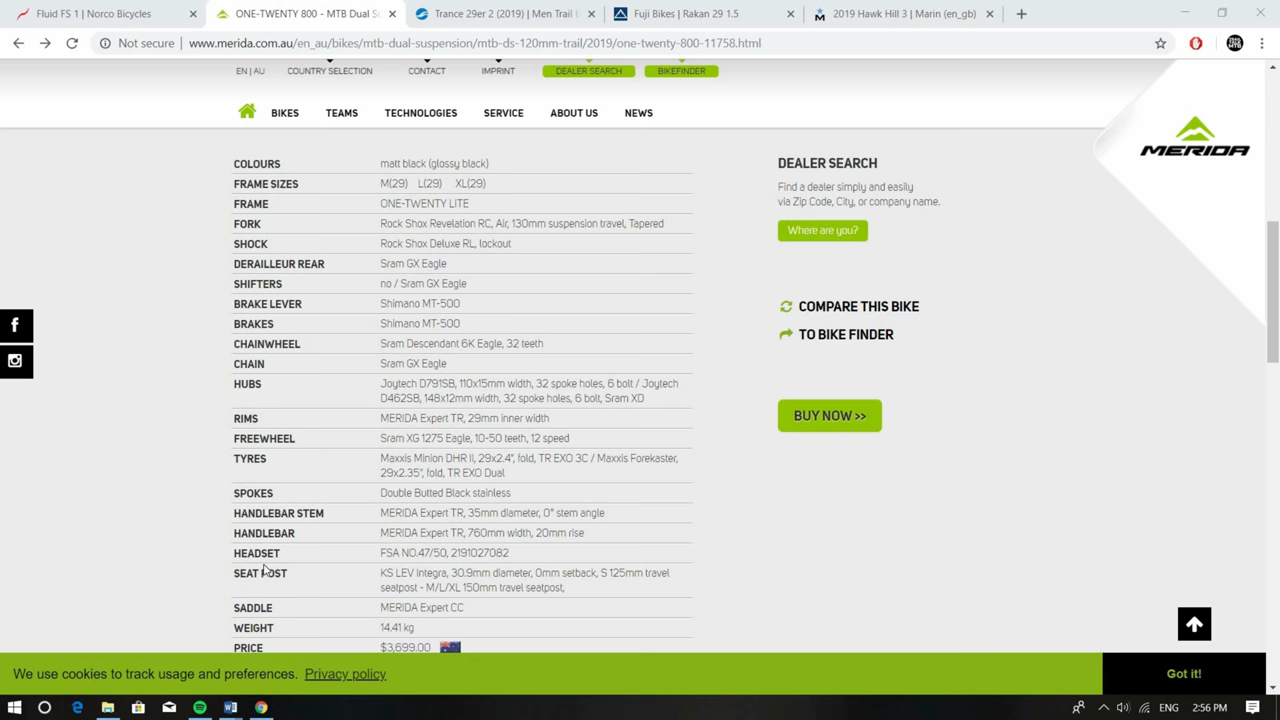 Fluid FS 1 | Norco Bicycles
ONE-TWENTY 800 - MTB Dual Su
Trance 29er 2 (2019) | Men Trail b
Fuji Bikes | Rakan 29 1.5
2019 Hawk Hill 3 | Marin (en_gb)
Not secure | www.merida.com.au/en_au/bikes/mtb-dual-suspension/mtb-ds-120mm-trail/2019/one-twenty-800-11758.html
EN | AU COUNTRY SELECTION CONTACT IMPRINT DEALER SEARCH BIKEFINDER
BIKES TEAMS TECHNOLOGIES SERVICE ABOUT US NEWS
MERIDA
COLOURS matt black (glossy black)
FRAME SIZES M(29) L(29) XL(29)
FRAME ONE-TWENTY LITE
FORK Rock Shox Revelation RC, Air, 130mm suspension travel, Tapered
SHOCK Rock Shox Deluxe RL, lockout
DERAILLEUR REAR Sram GX Eagle
SHIFTERS no / Sram GX Eagle
BRAKE LEVER Shimano MT-500
BRAKES Shimano MT-500
CHAINWHEEL Sram Descendant 6K Eagle, 32 teeth
CHAIN Sram GX Eagle
HUBS Joytech D791SB, 110x15mm width, 32 spoke holes, 6 bolt / Joytech
D462SB, 148x12mm width, 32 spoke holes, 6 bolt, Sram XD
RIMS MERIDA Expert TR, 29mm inner width
FREEWHEEL Sram XG 1275 Eagle, 10-50 teeth, 12 speed
TYRES Maxxis Minion DHR II, 29x2.4", fold, TR EXO 3C / Maxxis Forekaster,
29x2.35", fold, TR EXO Dual
SPOKES Double Butted Black stainless
HANDLEBAR STEM MERIDA Expert TR, 35mm diameter, 0° stem angle
HANDLEBAR MERIDA Expert TR, 760mm width, 20mm rise
HEADSET FSA NO.47/50, 2191027082
SEAT POST KS LEV Integra, 30.9mm diameter, 0mm setback, S 125mm travel
seatpost - M/L/XL 150mm travel seatpost,
SADDLE MERIDA Expert CC
WEIGHT 14.41 kg
PRICE $3,699.00
DEALER SEARCH
Find a dealer simply and easily
via Zip Code, City, or company name.
Where are you?
COMPARE THIS BIKE
TO BIKE FINDER
BUY NOW >>
We use cookies to track usage and preferences. Privacy policy
Got it!
ENG 2:56 PM